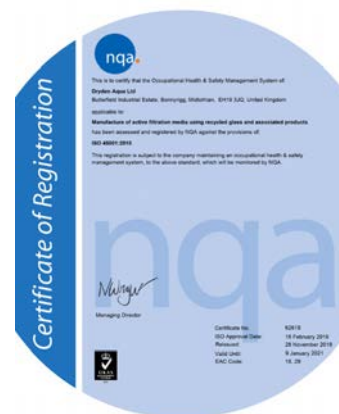 Certificate of Registration
nqa.
This is to certify that the Occupational Health & Safety Management System of:
Dryden Aqua Ltd
Butlerfield Industrial Estate, Bonnyrigg, Midlothian, EH19 3JQ, United Kingdom
applicable to:
Manufacture of active filtration media using recycled glass and associated products
has been assessed and registered by NQA against the provisions of:
ISO 45001:2018
This registration is subject to the company maintaining an occupational health & safety
management system, to the above standard, which will be monitored by NQA.
nqa
Managing Director
Certificate No:
ISO Approval Date: 16 February 2018
Reissued: 28 November 2018
Valid Until: 9 January 2021
EAC Code:
UKAS